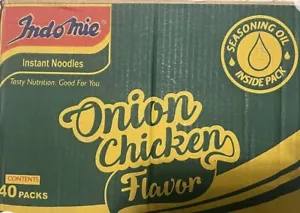 Indomie
Instant Noodles
Tasty Nutrition. Good For You.
SEASONING OIL
INSIDE PACK
Onion
Chicken
Flavor
CONTENTS
40 PACKS